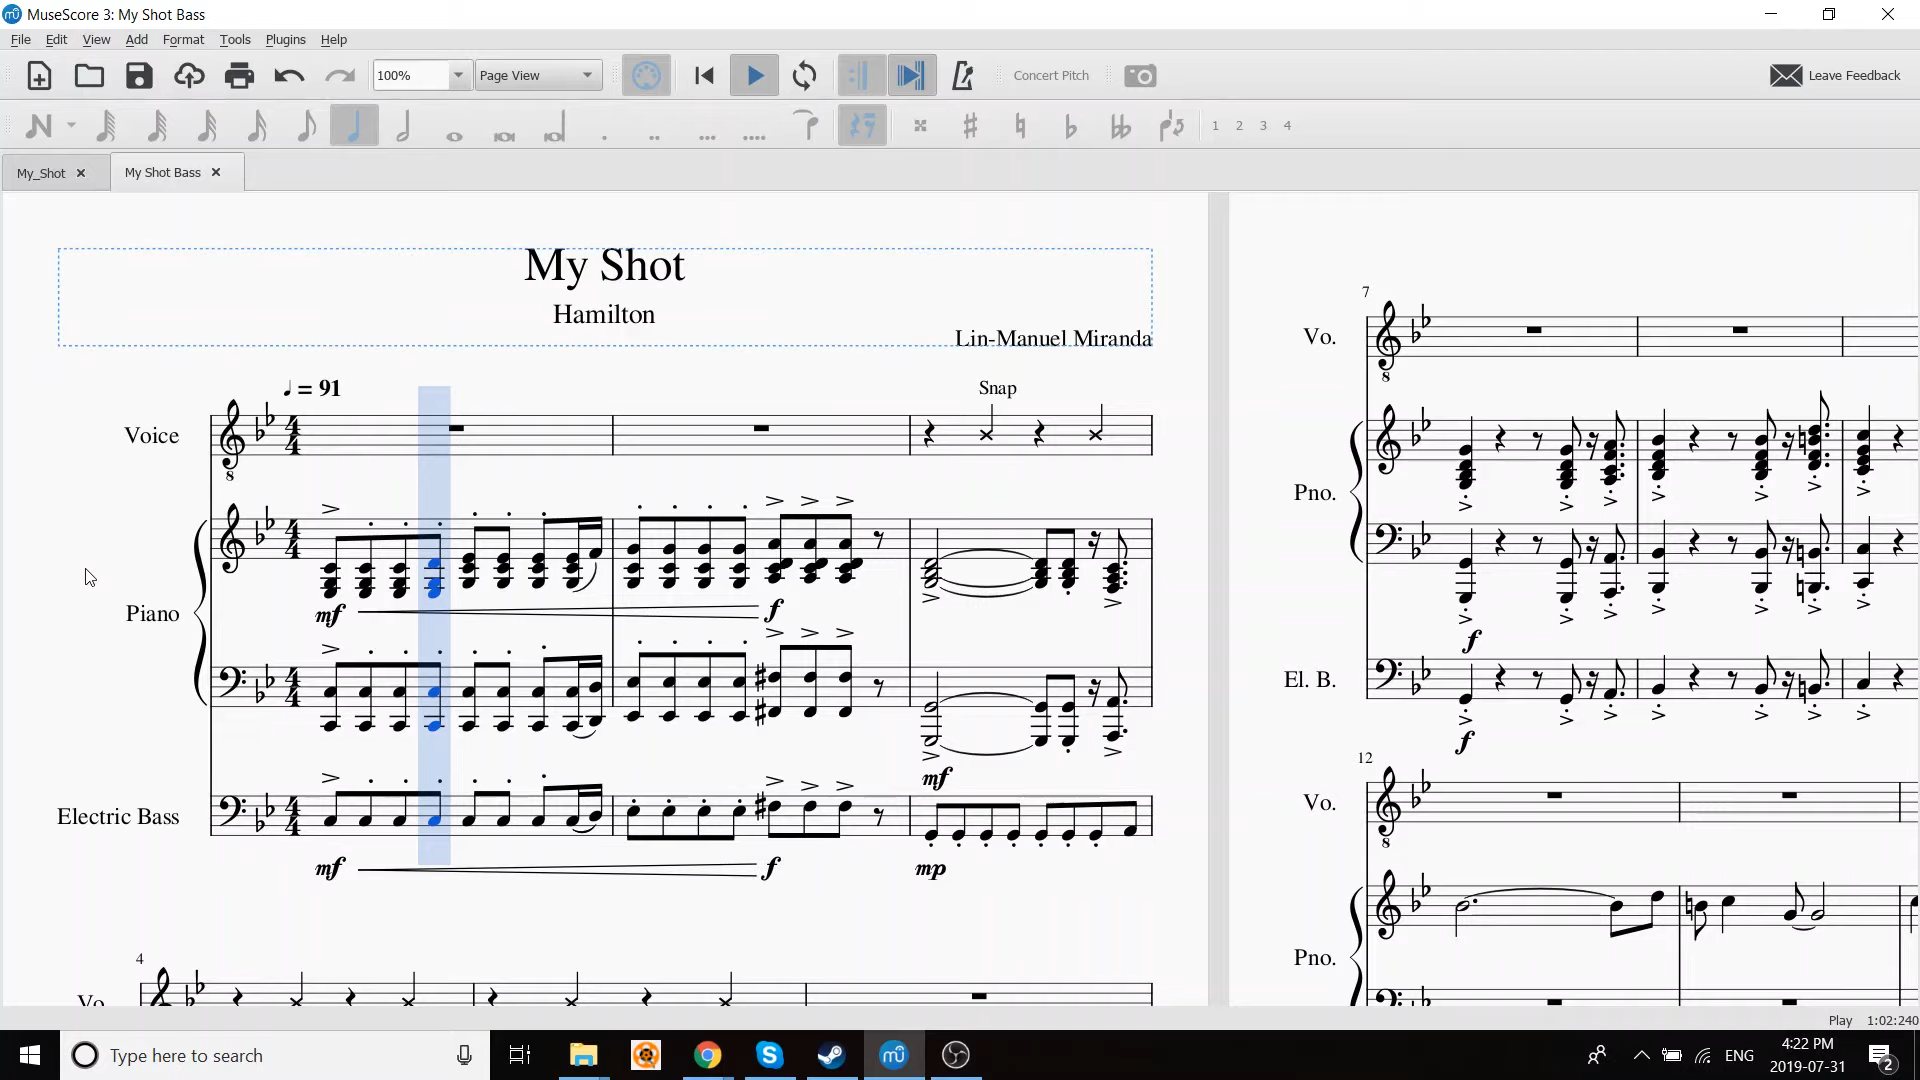 MuseScore 3: My Shot Bass
File Edit View Add Format Tools Plugins Help
100% Page View Concert Pitch Leave Feedback
1 2 3 4
My_Shot My Shot Bass
My Shot
Hamilton
Lin-Manuel Miranda
♩ = 91
Snap
Voice
Piano
mf f
mf
Electric Bass
mf f mp
4
Vo
7
Vo.
Pno.
f
El. B.
f
12
Vo.
Pno.
Play 1:02:240
Type here to search
ENG
4:22 PM
2019-07-31
2